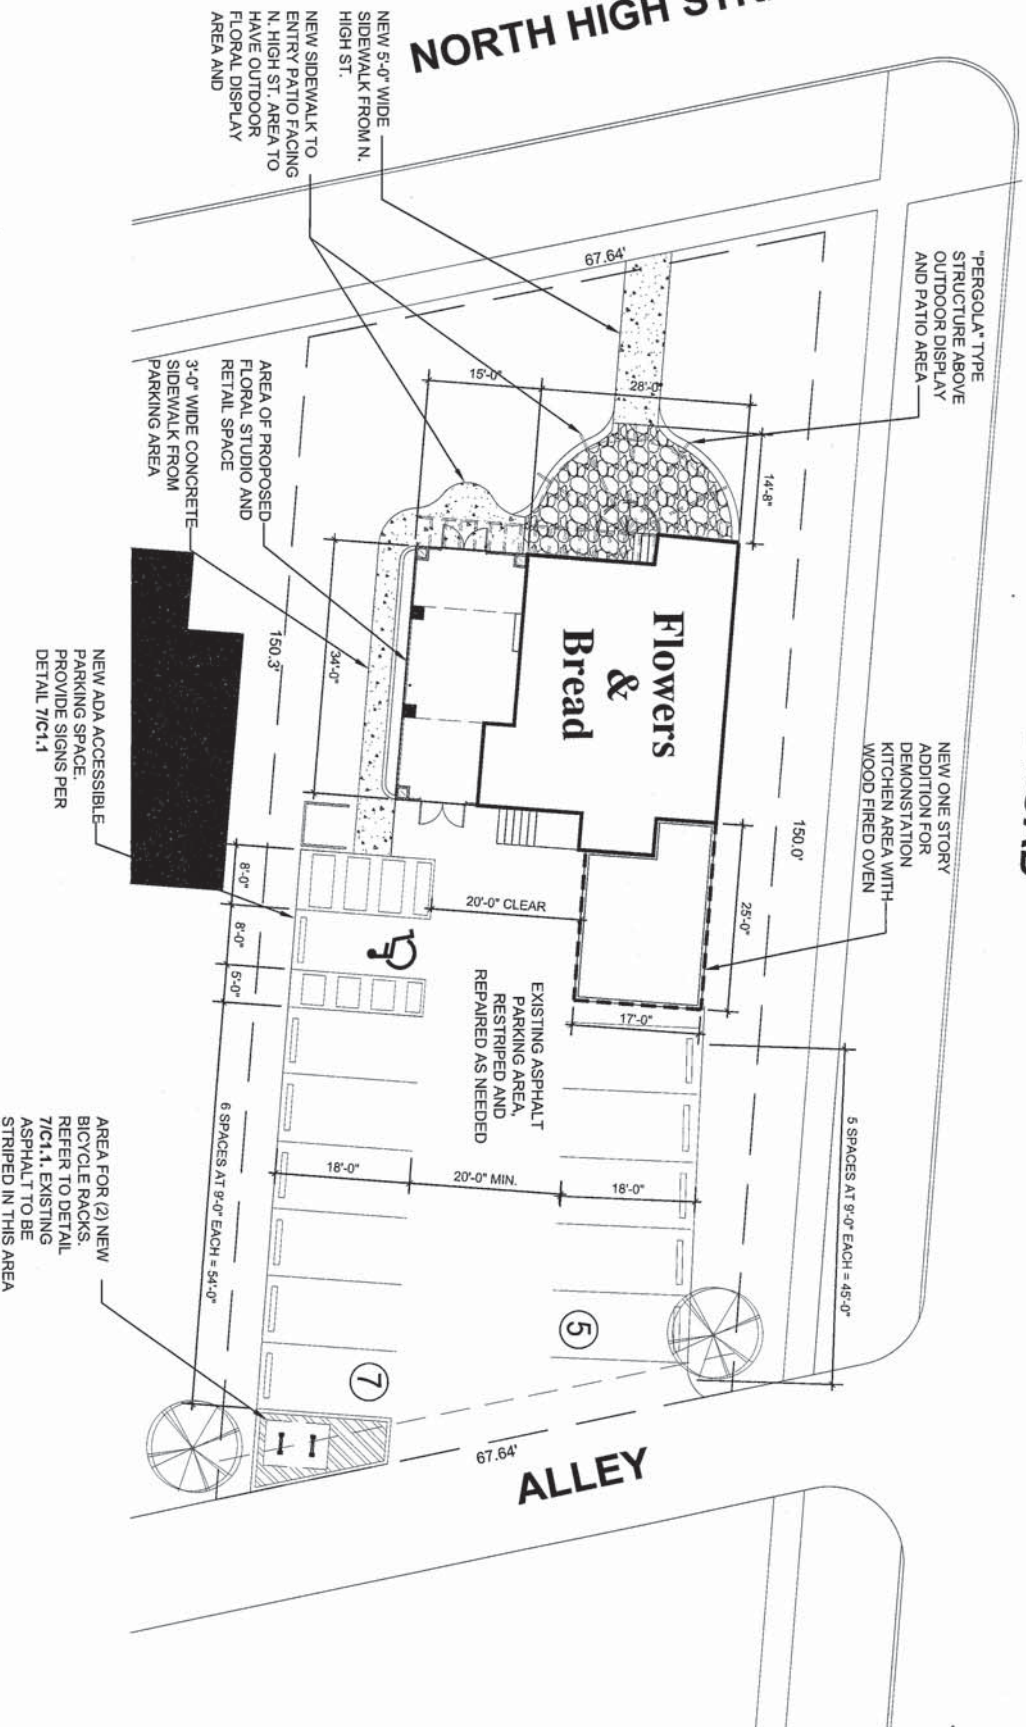 NORTH HIGH
NEW 5'-0" WIDE
SIDEWALK FROM N.
HIGH ST.
NEW SIDEWALK TO
ENTRY PATIO FACING
N. HIGH ST. AREA TO
HAVE OUTDOOR
FLORAL DISPLAY
AREA AND
"PERGOLA" TYPE
STRUCTURE ABOVE
OUTDOOR DISPLAY
AND PATIO AREA
67.64'
15'-0"
28'-0"
14'-8"
AREA OF PROPOSED
FLORAL STUDIO AND
RETAIL SPACE
3'-0" WIDE CONCRETE
SIDEWALK FROM
PARKING AREA
Flowers
&
Bread
150.3'
34'-0"
150.0'
NEW ONE STORY
ADDITION FOR
DEMONSTRATION
KITCHEN AREA WITH
WOOD FIRED OVEN
25'-0"
20'-0" CLEAR
17'-0"
NEW ADA ACCESSIBLE
PARKING SPACE.
PROVIDE SIGNS PER
DETAIL 7/C1.1
8'-0"
8'-0"
5'-0"
EXISTING ASPHALT
PARKING AREA,
RESTRIPED AND
REPAIRED AS NEEDED
18'-0"
20'-0" MIN.
18'-0"
5 SPACES AT 9'-0" EACH = 45'-0"
6 SPACES AT 9'-0" EACH = 54'-0"
5
7
AREA FOR (2) NEW
BICYCLE RACKS.
REFER TO DETAIL
7/C1.1. EXISTING
ASPHALT TO BE
STRIPED IN THIS AREA
67.64'
ALLEY